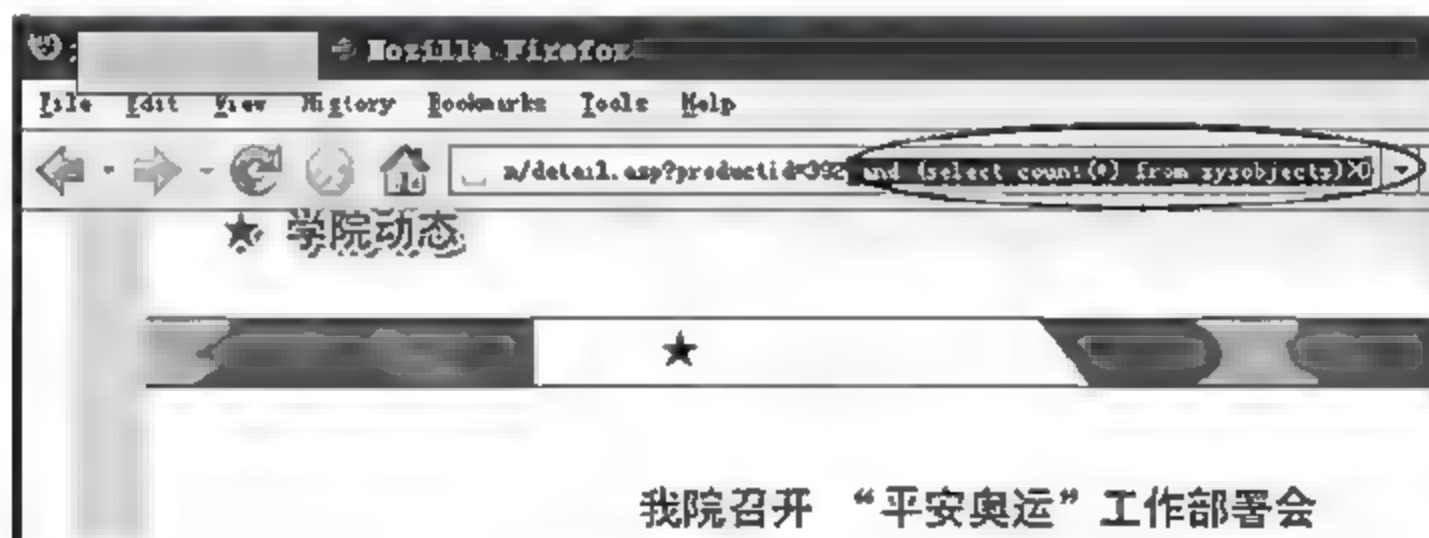 Mozilla Firefox
File Edit View History Bookmarks Tools Help
n/detail.asp?productid=392 and (select count(*) from sysobjects)>0
★ 学院动态
★
我院召开 “平安奥运” 工作部署会